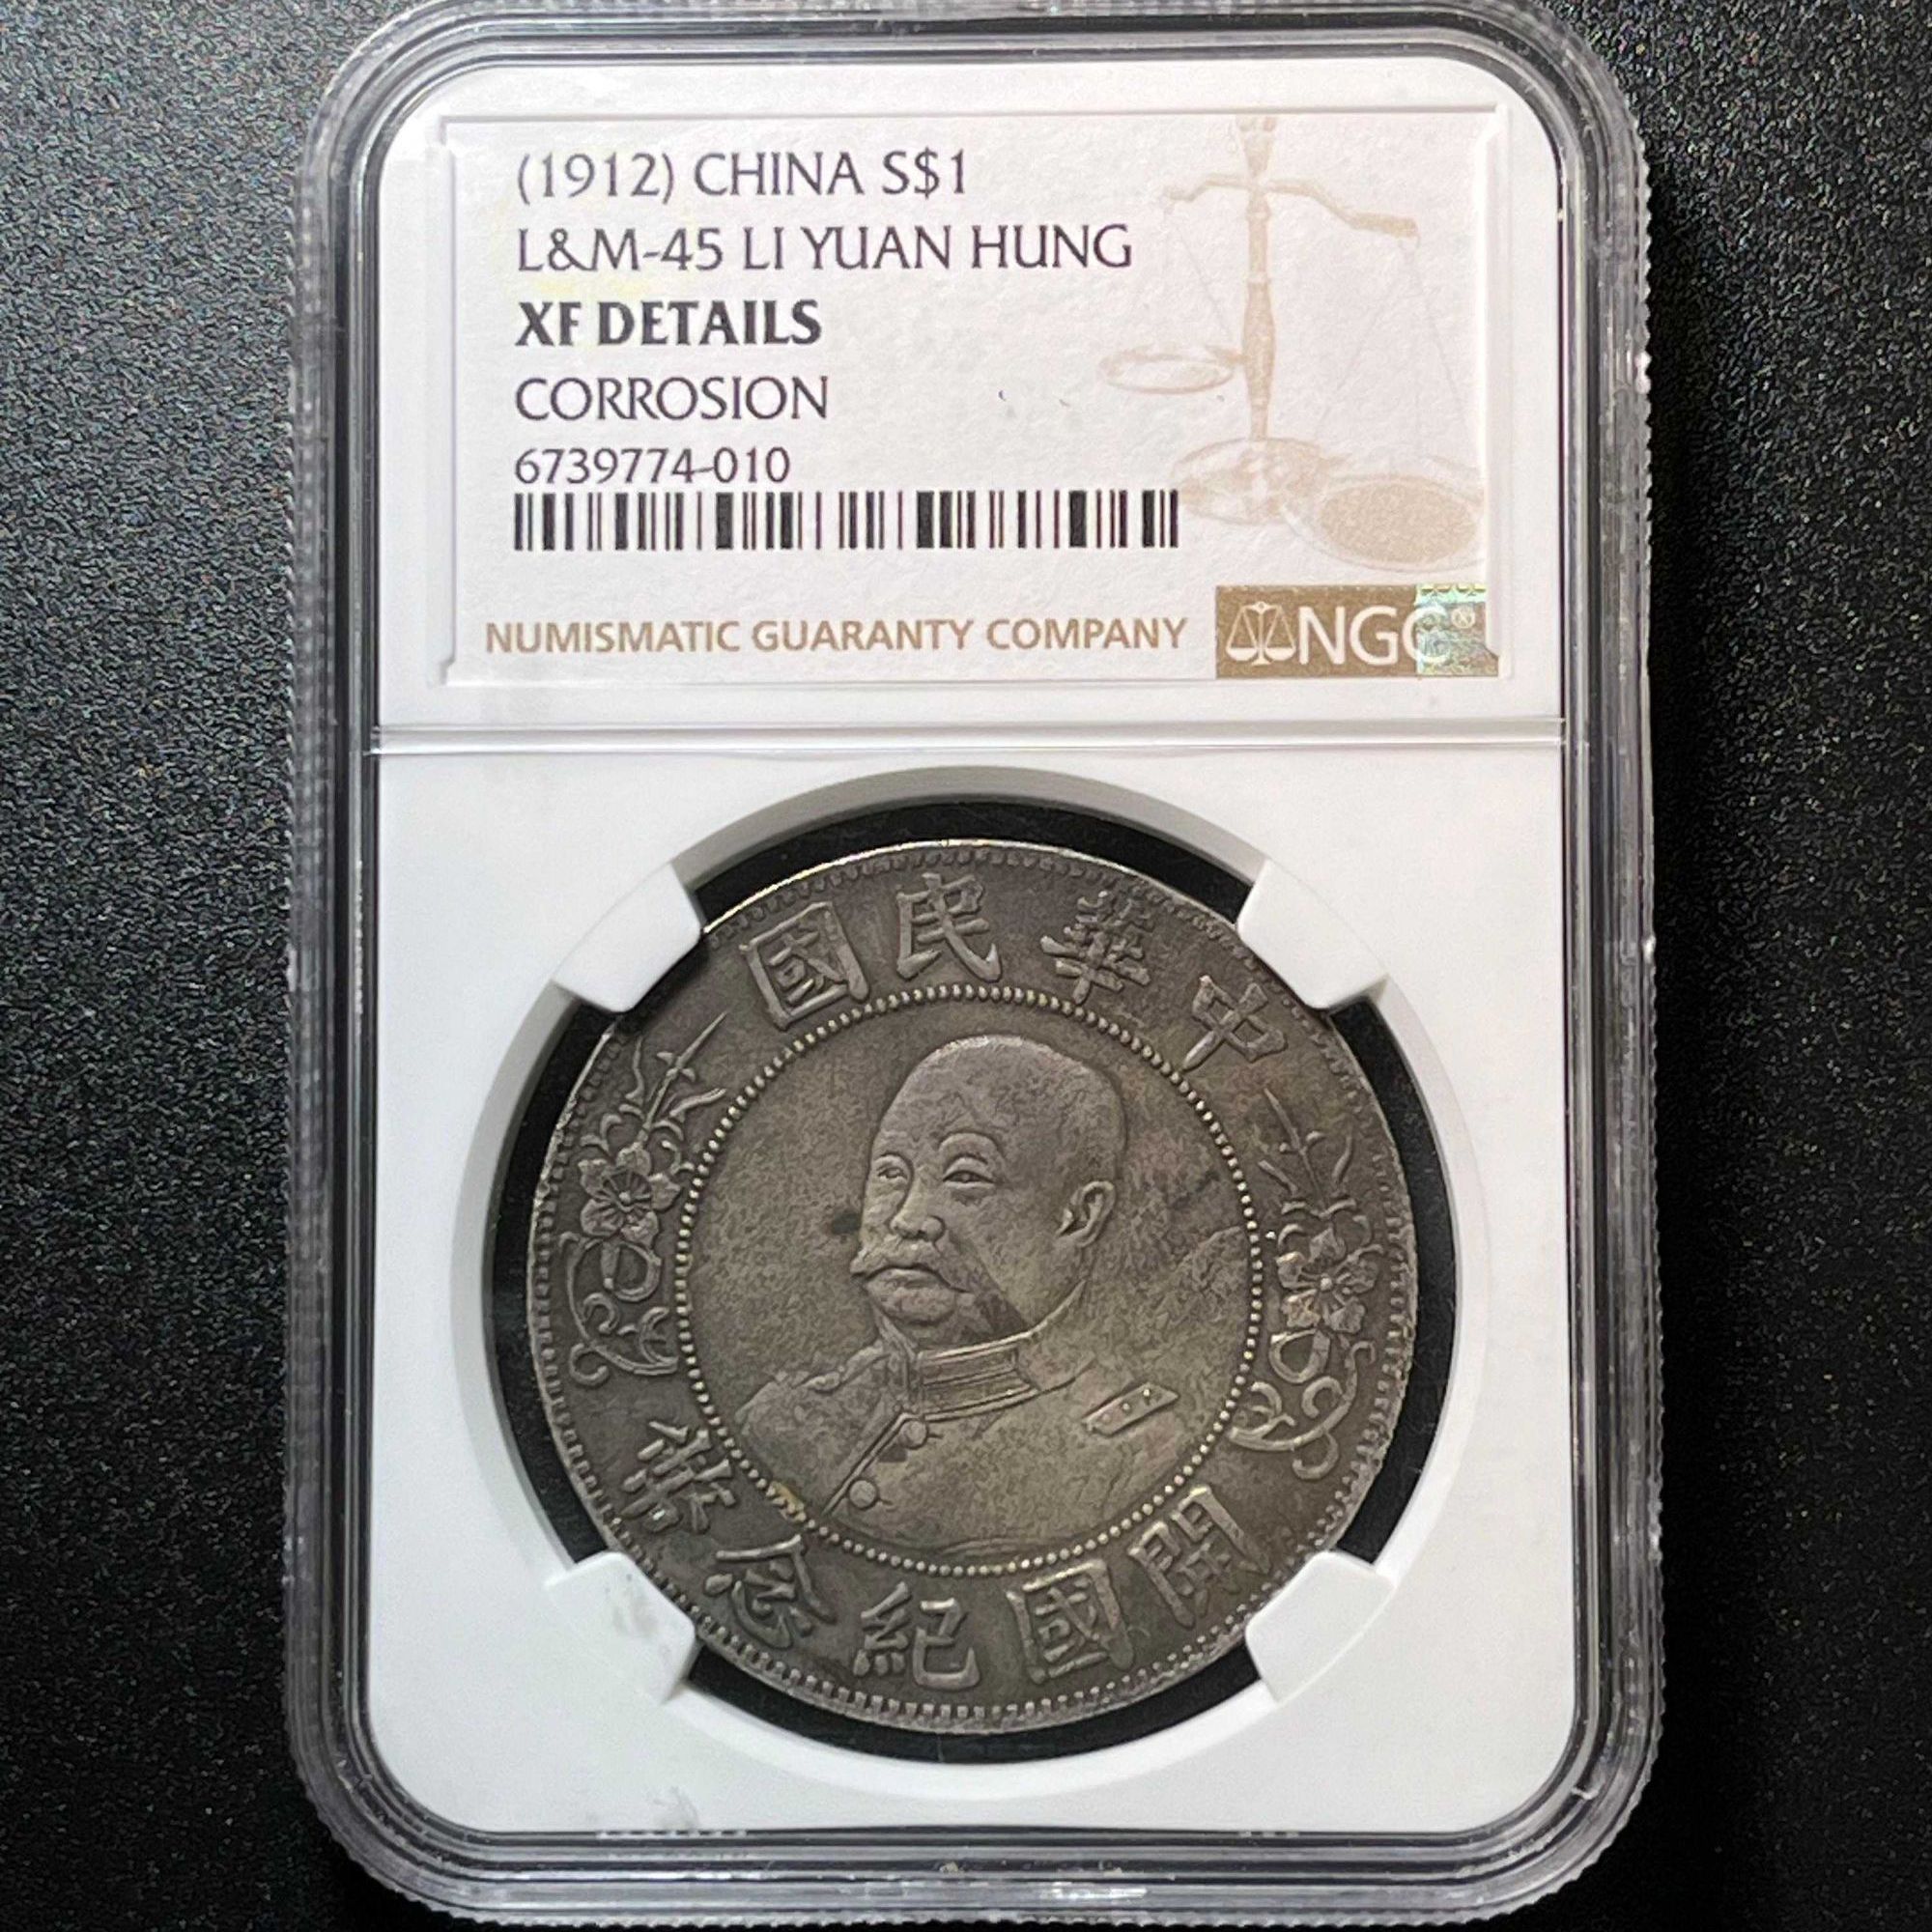 (1912) CHINA S$1
L&M-45 LI YUAN HUNG
XF DETAILS
CORROSION
6739774-010
NUMISMATIC GUARANTY COMPANY
NGC®
中華民國
開國紀念幣